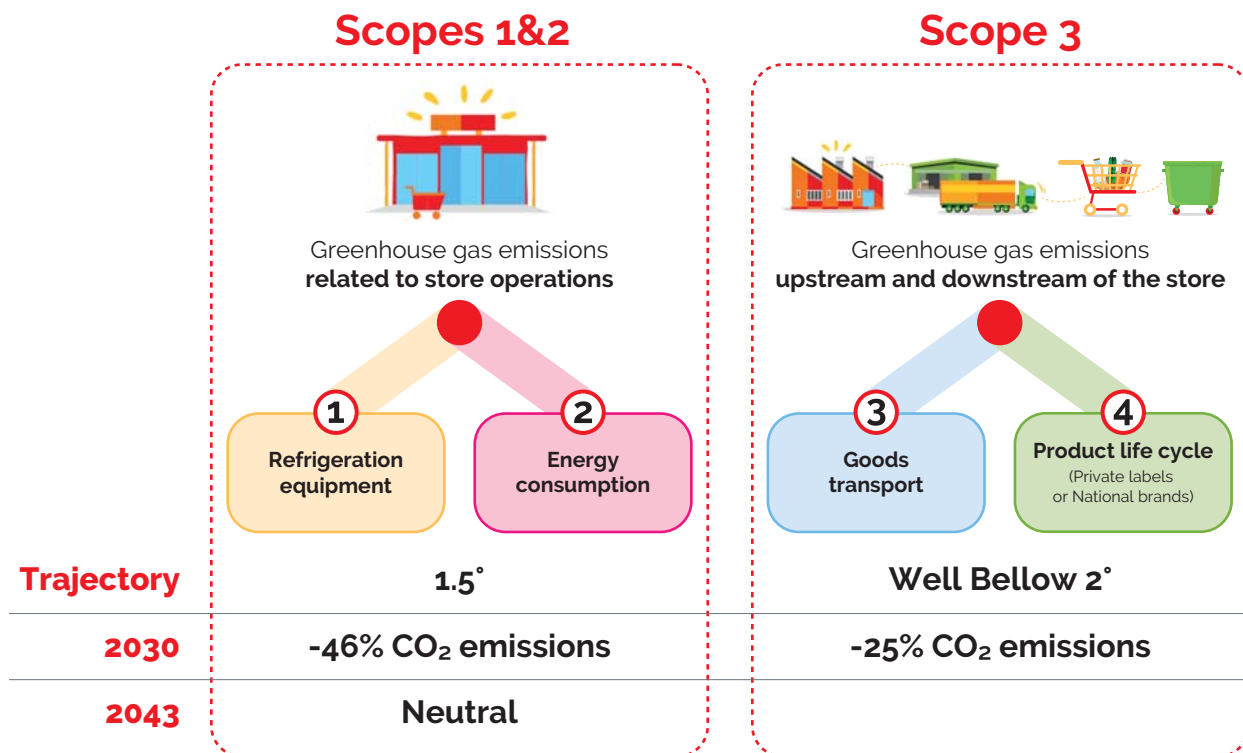 Scopes 1&2
Scope 3
Greenhouse gas emissions
related to store operations
Greenhouse gas emissions
upstream and downstream of the store
1
2
3
4
Refrigeration
equipment
Energy
consumption
Goods
transport
Product life cycle
(Private labels
or National brands)
Trajectory
1.5°
Well Bellow 2°
2030
-46% CO₂ emissions
-25% CO₂ emissions
2043
Neutral